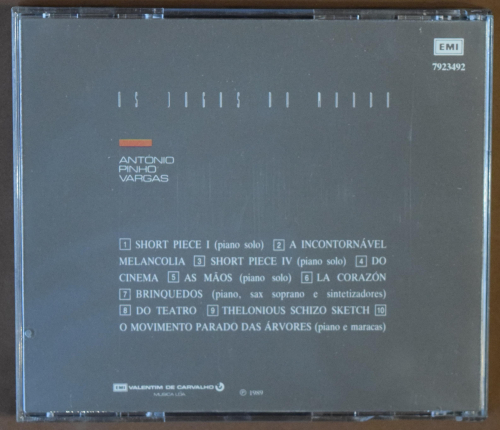 EMI
7923492
OS JOGOS DO MUNDO
ANTÓNIO
PINHO
VARGAS
1 SHORT PIECE I (piano solo) 2 A INCONTORNÁVEL
MELANCOLIA 3 SHORT PIECE IV (piano solo) 4 DO
CINEMA 5 AS MÃOS (piano solo) 6 LA CORAZÓN
7 BRINQUEDOS (piano, sax soprano e sintetizadores)
8 DO TEATRO 9 THELONIOUS SCHIZO SKETCH 10
O MOVIMENTO PARADO DAS ÁRVORES (piano e maracas)
EMI VALENTIM DE CARVALHO
MÚSICA LDA.
℗ 1989